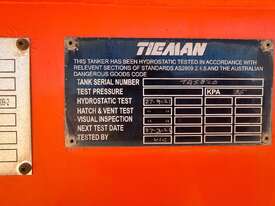 TIEMAN
THIS TANKER HAS BEEN HYDROSTATIC TESTED IN ACCORDANCE WITH
RELEVENT SECTIONS OF STANDARDS AS2809 2.4.5 AND THE AUSTRALIAN
DANGEROUS GOODS CODE
TANK SERIAL NUMBER
TEST PRESSURE KPA
HYDROSTATIC TEST
HATCH & VENT TEST
VISUAL INSPECTION
NEXT TEST DATE
TESTED BY